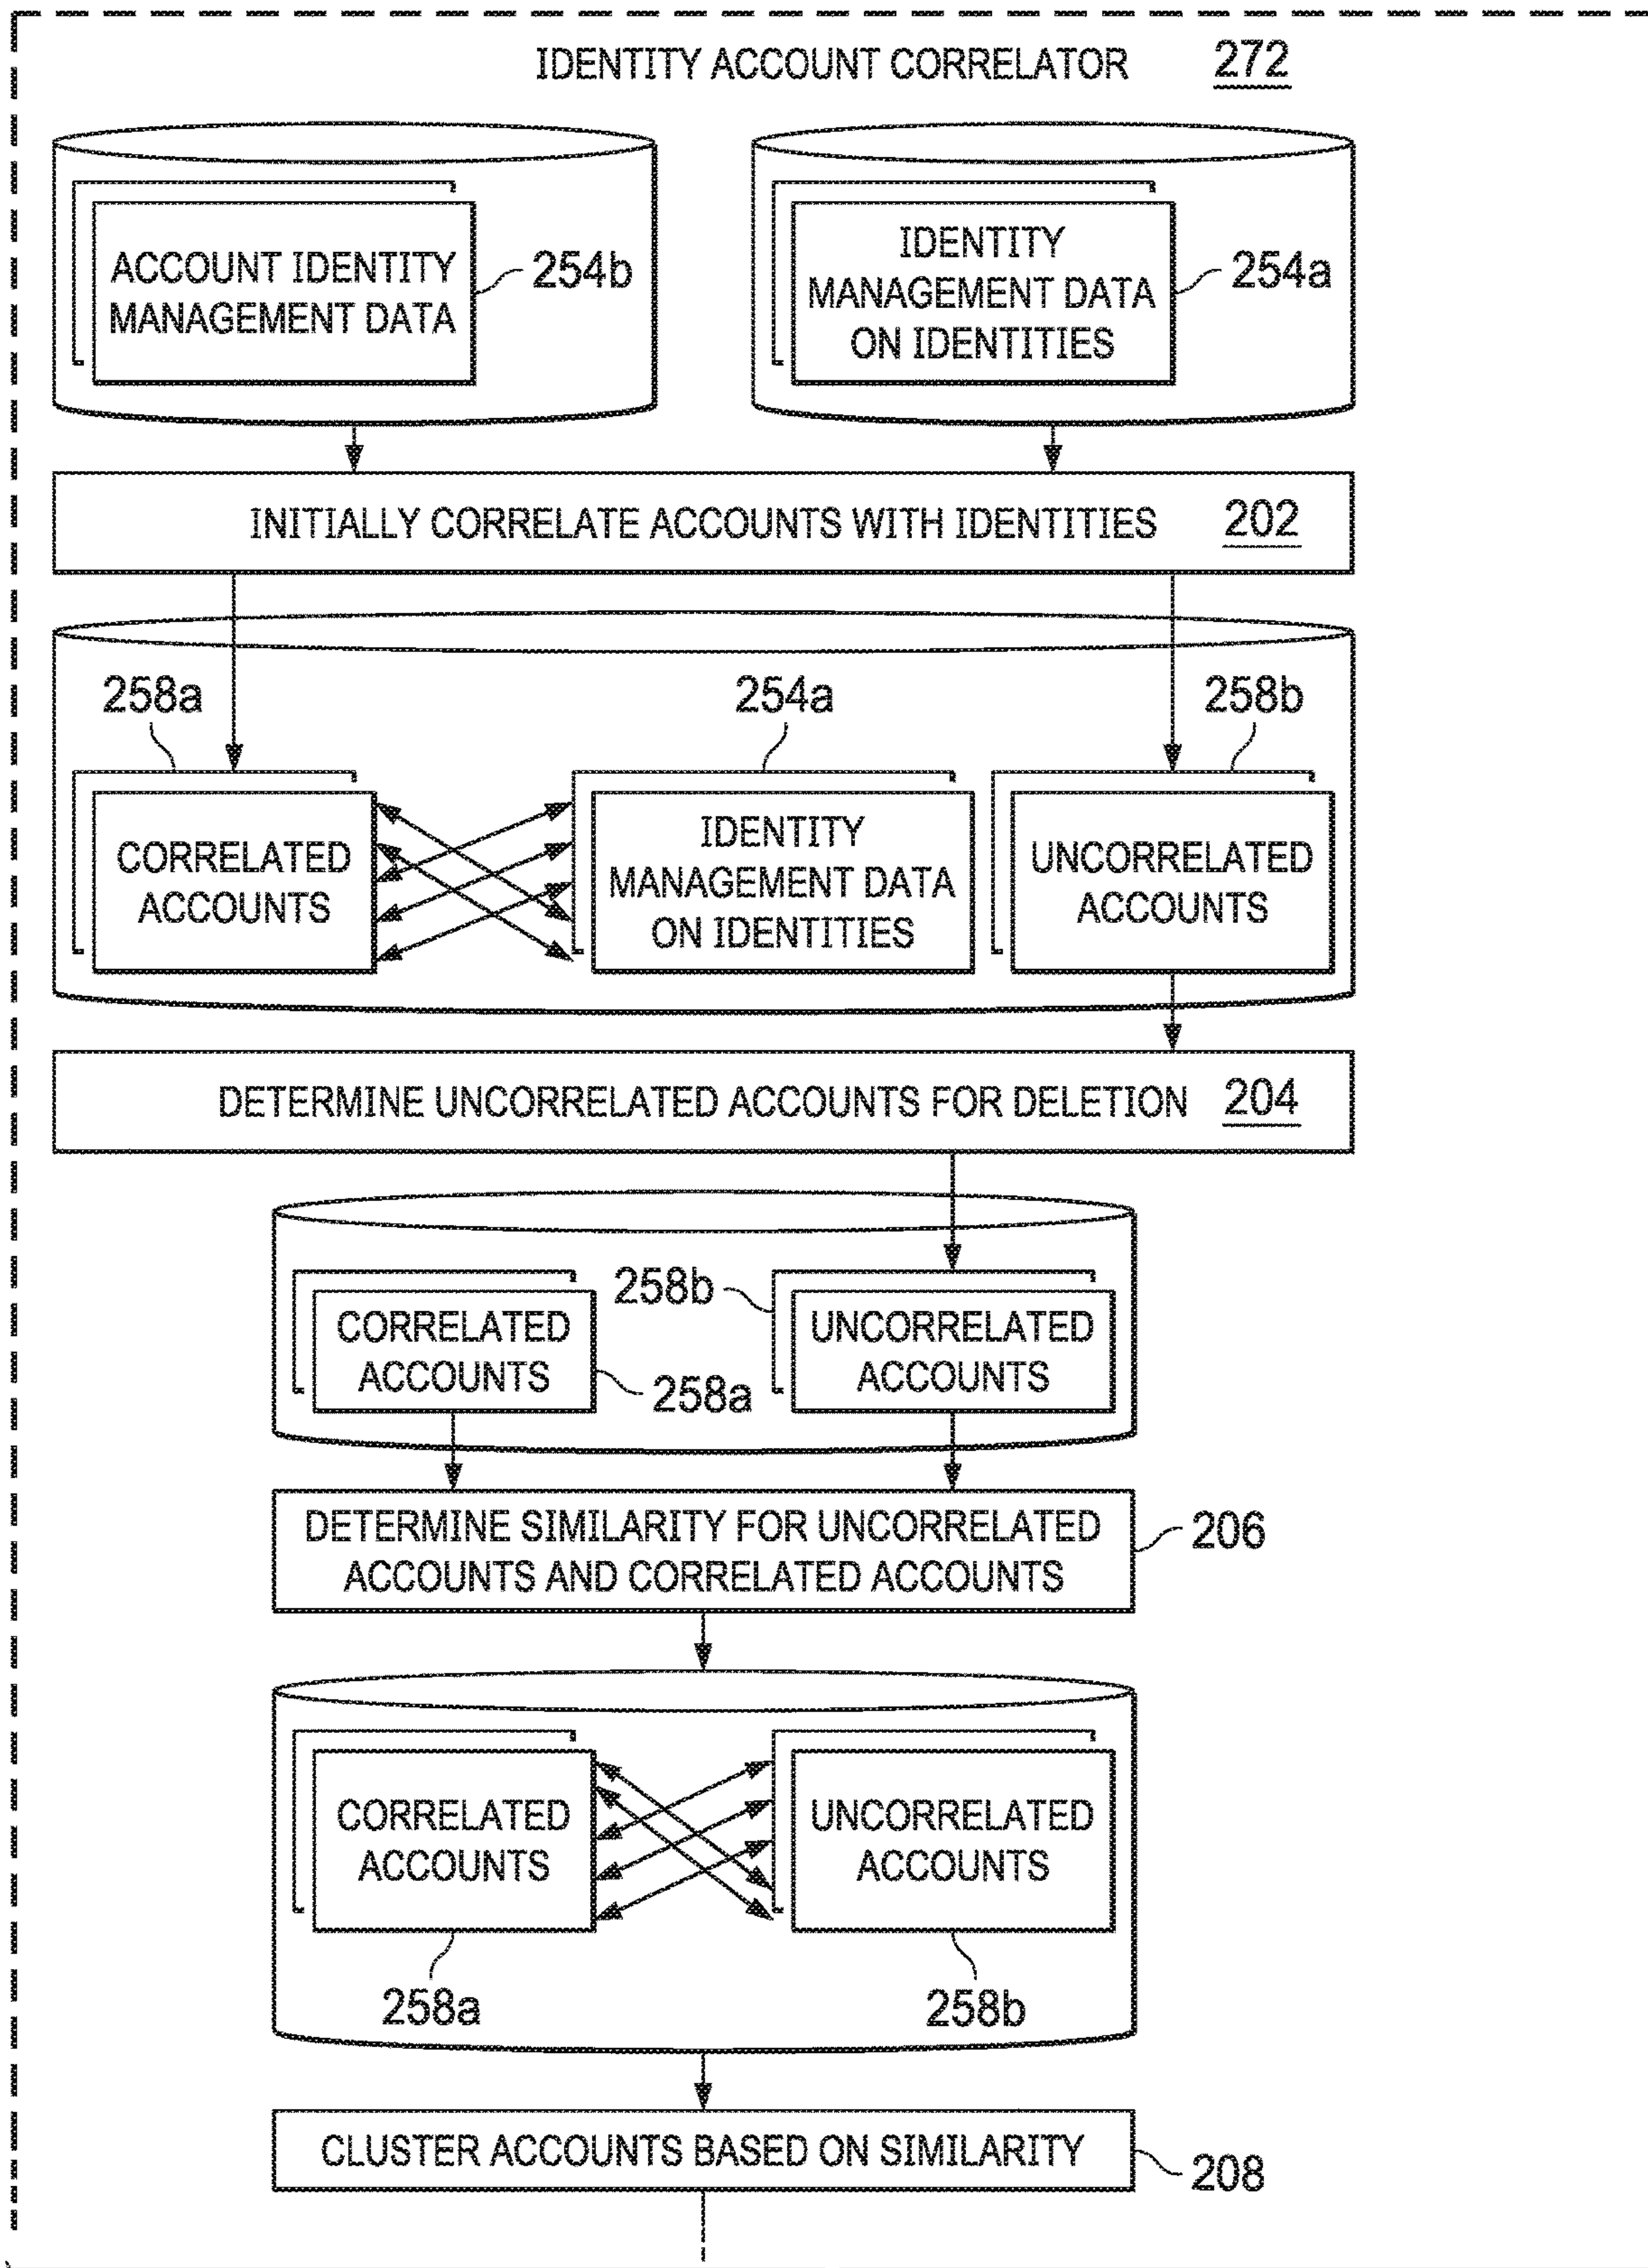 IDENTITY ACCOUNT CORRELATOR 272
ACCOUNT IDENTITY
MANAGEMENT DATA
254b
IDENTITY
MANAGEMENT DATA
ON IDENTITIES
254a
INITIALLY CORRELATE ACCOUNTS WITH IDENTITIES 202
258a
254a
258b
CORRELATED
ACCOUNTS
IDENTITY
MANAGEMENT DATA
ON IDENTITIES
UNCORRELATED
ACCOUNTS
DETERMINE UNCORRELATED ACCOUNTS FOR DELETION 204
258b
CORRELATED
ACCOUNTS
258a
UNCORRELATED
ACCOUNTS
DETERMINE SIMILARITY FOR UNCORRELATED
ACCOUNTS AND CORRELATED ACCOUNTS
206
CORRELATED
ACCOUNTS
UNCORRELATED
ACCOUNTS
258a
258b
CLUSTER ACCOUNTS BASED ON SIMILARITY
208